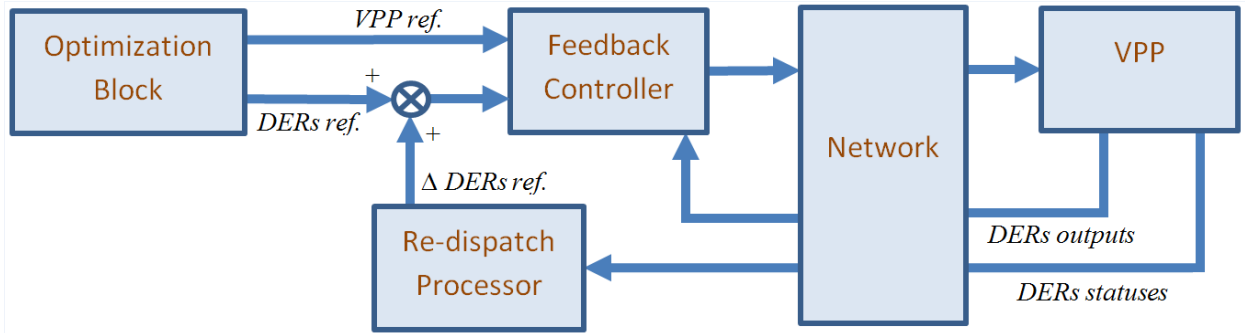 VPP ref.
Optimization
Block
Feedback
Controller
VPP
+
DERs ref.
+
Network
Δ DERs ref.
Re-dispatch
Processor
DERs outputs
DERs statuses